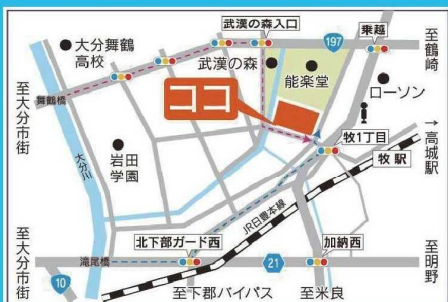 武漢の森入口
乗越
197
至鶴崎
大分舞鶴
高校
武漢の森
能楽堂
ローソン
至大分市街
舞鶴橋
ココ
大分川
岩田
学園
牧1丁目
至高城駅
牧 駅
JR日豊本線
至大分市街
滝尾橋
北下郡ガード西
21
加納西
至明野
10
至下郡バイパス
至米良